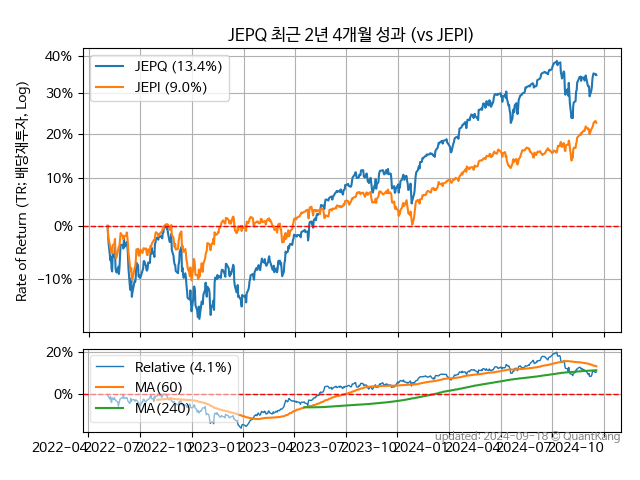 JEPQ 최근 2년 4개월 성과 (vs JEPI)
Rate of Return (TR: 배당재투자, Log)
40%
30%
20%
10%
0%
−10%
JEPQ (13.4%)
JEPI (9.0%)
20%
0%
Relative (4.1%)
MA(60)
MA(240)
updated: 2024-09-18 © QuantKang
2022-04 2022-07 2022-10 2023-01 2023-04 2023-07 2023-10 2024-01 2024-04 2024-07 2024-10